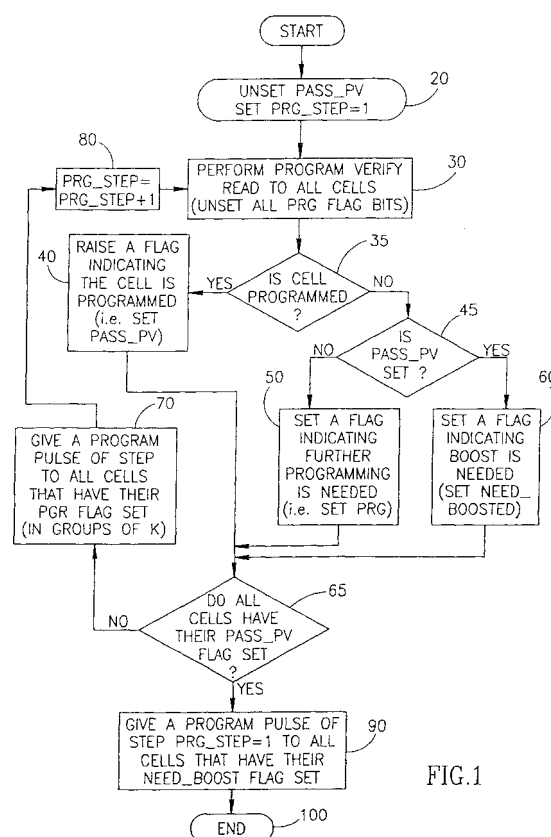 START
20
UNSET PASS_PV
SET PRG_STEP=1
80
PRG_STEP=
PRG_STEP+1
30
PERFORM PROGRAM VERIFY
READ TO ALL CELLS
(UNSET ALL PRG FLAG BITS)
40
RAISE A FLAG
INDICATING
THE CELL IS
PROGRAMMED
(i.e. SET
PASS_PV)
YES
35
IS CELL
PROGRAMMED
?
NO
45
IS
PASS_PV
SET ?
NO
YES
50
SET A FLAG
INDICATING
FURTHER
PROGRAMMING
IS NEEDED
(i.e. SET PRG)
60
SET A FLAG
INDICATING
BOOST IS
NEEDED
(SET NEED_
BOOSTED)
70
GIVE A PROGRAM
PULSE OF STEP
TO ALL CELLS
THAT HAVE THEIR
PGR FLAG SET
(IN GROUPS OF K)
65
DO ALL
CELLS HAVE
THEIR PASS_PV
FLAG SET
?
NO
YES
90
GIVE A PROGRAM PULSE OF
STEP PRG_STEP=1 TO ALL
CELLS THAT HAVE THEIR
NEED_BOOST FLAG SET
100
END
FIG.1